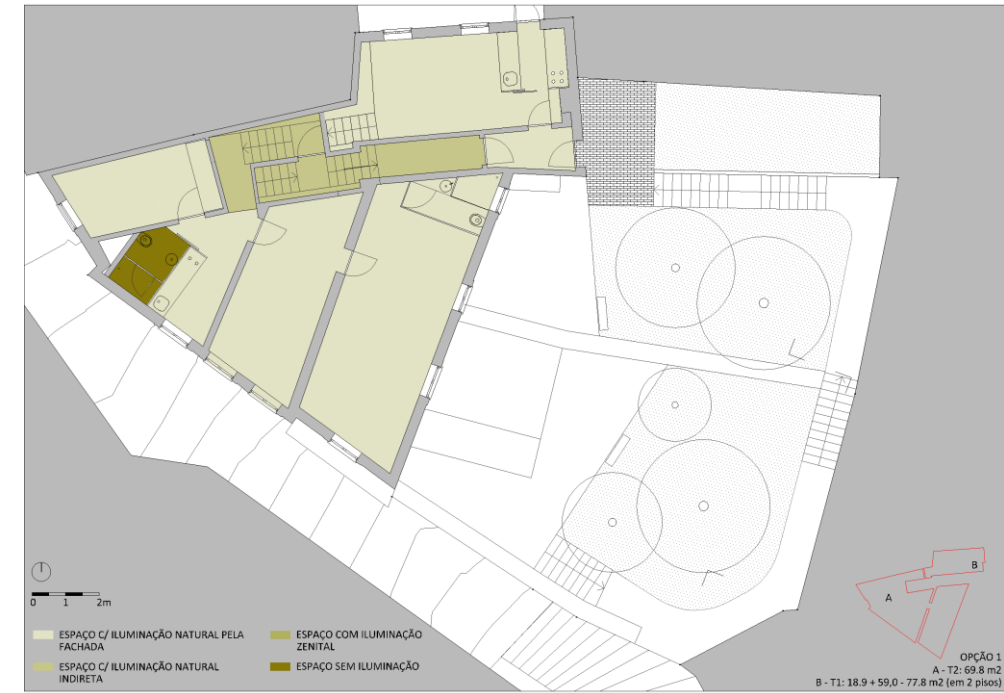 0 1 2m
ESPAÇO C/ ILUMINAÇÃO NATURAL PELA
FACHADA
ESPAÇO C/ ILUMINAÇÃO NATURAL
INDIRETA
ESPAÇO COM ILUMINAÇÃO
ZENITAL
ESPAÇO SEM ILUMINAÇÃO
A
B
OPÇÃO 1
A - T2: 69.8 m2
B - T1: 18.9 + 59,0 - 77.8 m2 (em 2 pisos)